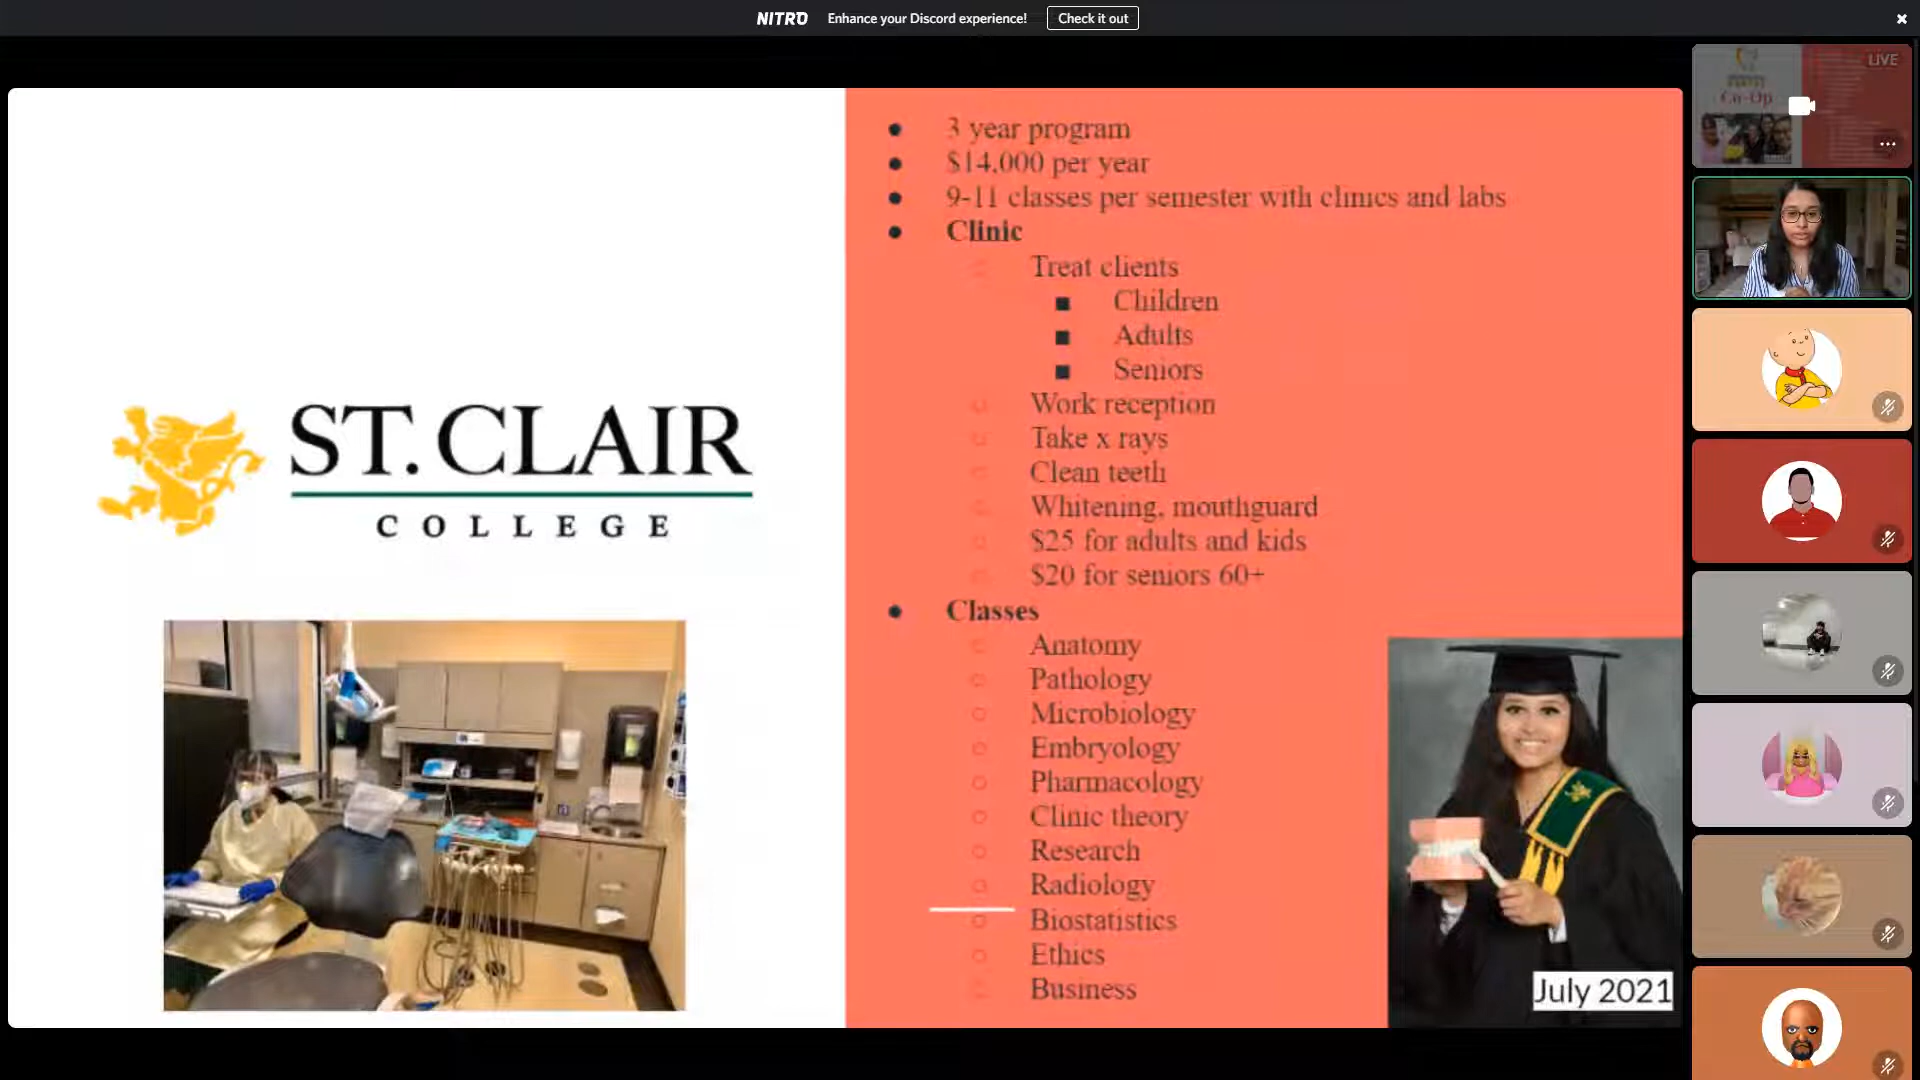 NITRO Enhance your Discord experience! Check it out
LIVE
Co-Op
3 year program
$14,000 per year
9-11 classes per semester with clinics and labs
Clinic
Treat clients
Children
Adults
Seniors
Work reception
Take x rays
Clean teeth
Whitening, mouthguard
$25 for adults and kids
$20 for seniors 60+
Classes
Anatomy
Pathology
Microbiology
Embryology
Pharmacology
Clinic theory
Research
Radiology
Biostatistics
Ethics
Business
ST. CLAIR
COLLEGE
July 2021